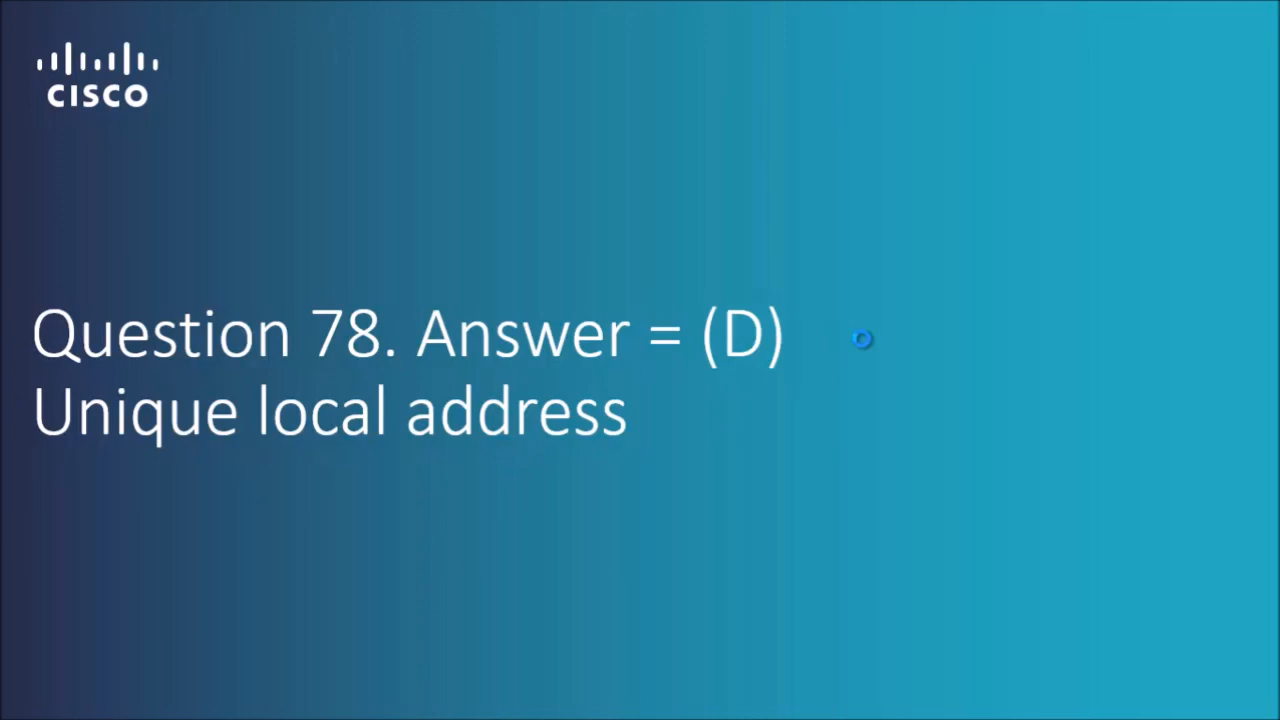 CISCO
Question 78. Answer = (D)
Unique local address